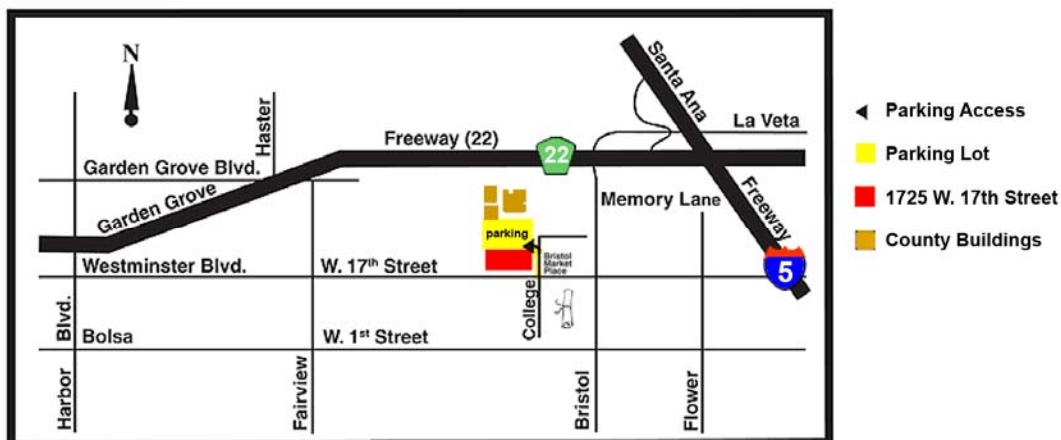 N
Santa Ana
La Veta
Haster
Freeway (22)
22
Garden Grove Blvd.
Garden Grove
Memory Lane
Freeway
parking
Bristol
Market
Place
Westminster Blvd.
W. 17th Street
5
College
Blvd.
Bolsa
W. 1st Street
Harbor
Fairview
Bristol
Flower
Parking Access
Parking Lot
1725 W. 17th Street
County Buildings